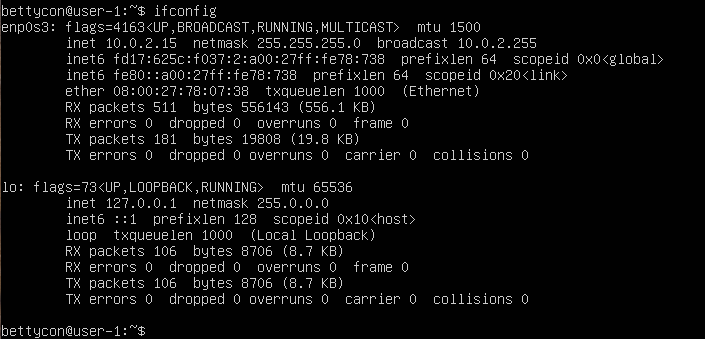 bettycon@user-1:~$ ifconfig
enp0s3: flags=4163<UP,BROADCAST,RUNNING,MULTICAST>  mtu 1500
        inet 10.0.2.15  netmask 255.255.255.0  broadcast 10.0.2.255
        inet6 fd17:625c:f037:2:a00:27ff:fe78:738  prefixlen 64  scopeid 0x0<global>
        inet6 fe80::a00:27ff:fe78:738  prefixlen 64  scopeid 0x20<link>
        ether 08:00:27:78:07:38  txqueuelen 1000  (Ethernet)
        RX packets 511  bytes 556143 (556.1 KB)
        RX errors 0  dropped 0  overruns 0  frame 0
        TX packets 181  bytes 19808 (19.8 KB)
        TX errors 0  dropped 0 overruns 0  carrier 0  collisions 0
lo: flags=73<UP,LOOPBACK,RUNNING>  mtu 65536
        inet 127.0.0.1  netmask 255.0.0.0
        inet6 ::1  prefixlen 128  scopeid 0x10<host>
        loop  txqueuelen 1000  (Local Loopback)
        RX packets 106  bytes 8706 (8.7 KB)
        RX errors 0  dropped 0  overruns 0  frame 0
        TX packets 106  bytes 8706 (8.7 KB)
        TX errors 0  dropped 0 overruns 0  carrier 0  collisions 0
bettycon@user-1:~$